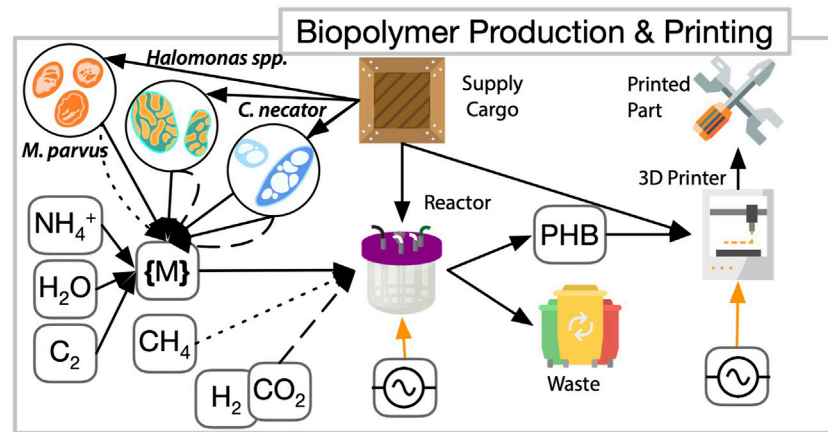 Biopolymer Production & Printing
Halomonas spp.
C. necator
M. parvus
Supply
Cargo
Printed
Part
3D Printer
Reactor
NH₄⁺
H₂O
C₂
{M}
CH₄
H₂
CO₂
PHB
Waste